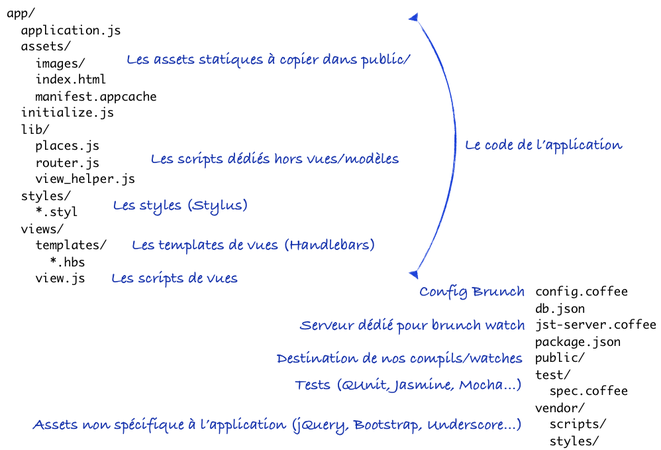 app/
application.js
assets/
images/ Les assets statiques à copier dans public/
index.html
manifest.appcache
initialize.js
lib/
places.js
Le code de l'application
router.js Les scripts dédiés hors vues/modèles
view_helper.js
styles/
*.styl Les styles (Stylus)
views/
templates/ Les templates de vues (Handlebars)
*.hbs
view.js Les scripts de vues
Config Brunch config.coffee
db.json
Serveur dédié pour brunch watch jst-server.coffee
package.json
Destination de nos compils/watches public/
test/
Tests (QUnit, Jasmine, Mocha...)
spec.coffee
vendor/
Assets non spécifique à l'application (jQuery, Bootstrap, Underscore...) scripts/
styles/